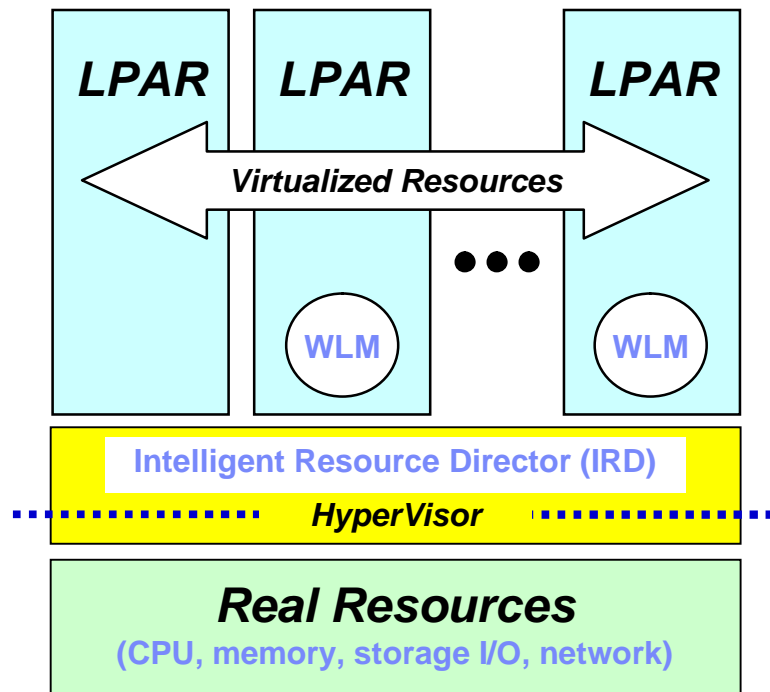 LPAR LPAR LPAR
Virtualized Resources
WLM WLM
Intelligent Resource Director (IRD)
HyperVisor
Real Resources
(CPU, memory, storage I/O, network)